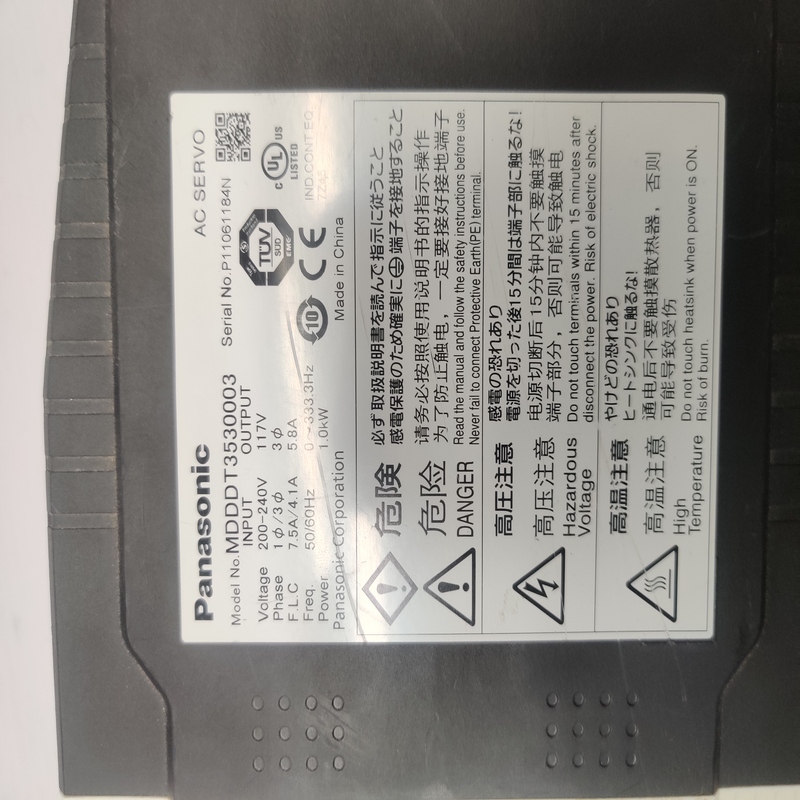 Panasonic AC SERVO
Model No. MDDDT3530003 Serial No. P11061184N
INPUT OUTPUT
Voltage 200-240V 117V
Phase 1φ/3φ 3φ
F.L.C 7.5A/4.1A 5.8A
Freq. 50/60Hz 0~333.3Hz
Power 1.0kW
Panasonic Corporation Made in China
TÜV
SÜD
EMC
c UL US
LISTED
IND.CONT.EQ.
10
CE
危険
必ず取扱説明書を読んで指示に従うこと
感電保護のため確実に端子を接地すること
危险
请务必按照使用说明书的指示操作
为了防止触电，一定要接好接地端子
DANGER
Read the manual and follow the safety instructions before use.
Never fail to connect Protective Earth(PE) terminal.
高圧注意
感電の恐れあり
電源を切った後15分間は端子部に触るな!
高压注意
电源切断后15分钟内不要触摸
端子部分，否则可能导致触电
Hazardous
Voltage
Do not touch terminals within 15 minutes after
disconnect the power. Risk of electric shock.
高温注意
やけどの恐れあり
ヒートシンクに触るな!
高温注意
通电后不要触摸散热器，否则
可能导致受伤
High
Temperature
Do not touch heatsink when power is ON.
Risk of burn.